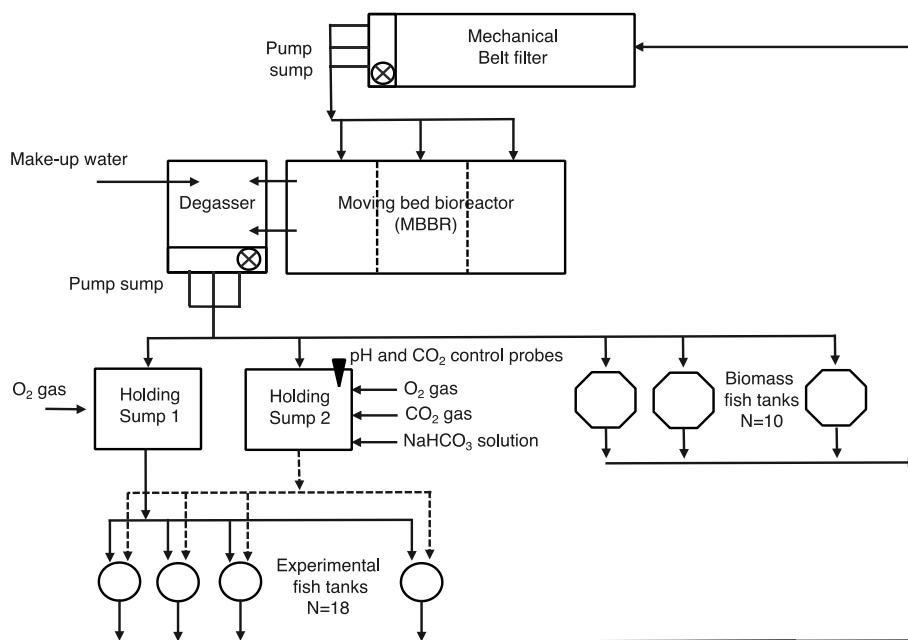 Mechanical
Belt filter
Pump
sump
Make-up water
Degasser
Moving bed bioreactor
(MBBR)
Pump sump
pH and CO₂ control probes
O₂ gas
Holding
Sump 1
Holding
Sump 2
O₂ gas
CO₂ gas
NaHCO₃ solution
Biomass
fish tanks
N=10
Experimental
fish tanks
N=18